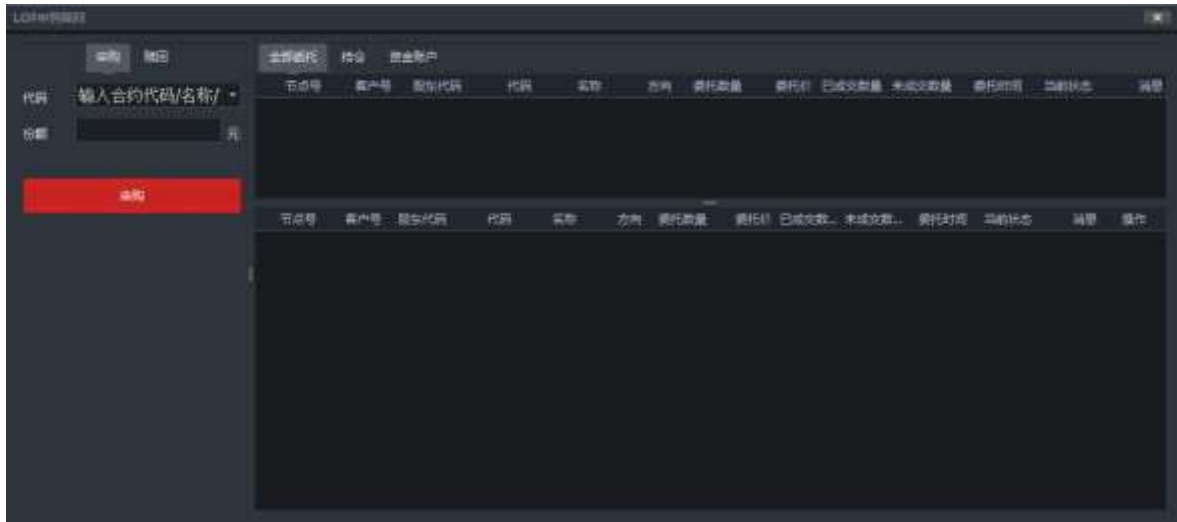 LOF申购赎回
申购 赎回
代码 输入合约代码/名称/
份额 元
申购
全部委托 持仓 资金账户
节点号 客户号 股东代码 代码 名称 方向 委托数量 委托价 已成交数量 未成交数量 委托时间 当前状态 消息
节点号 客户号 股东代码 代码 名称 方向 委托数量 委托价 已成交数... 未成交数... 委托时间 当前状态 消息 操作